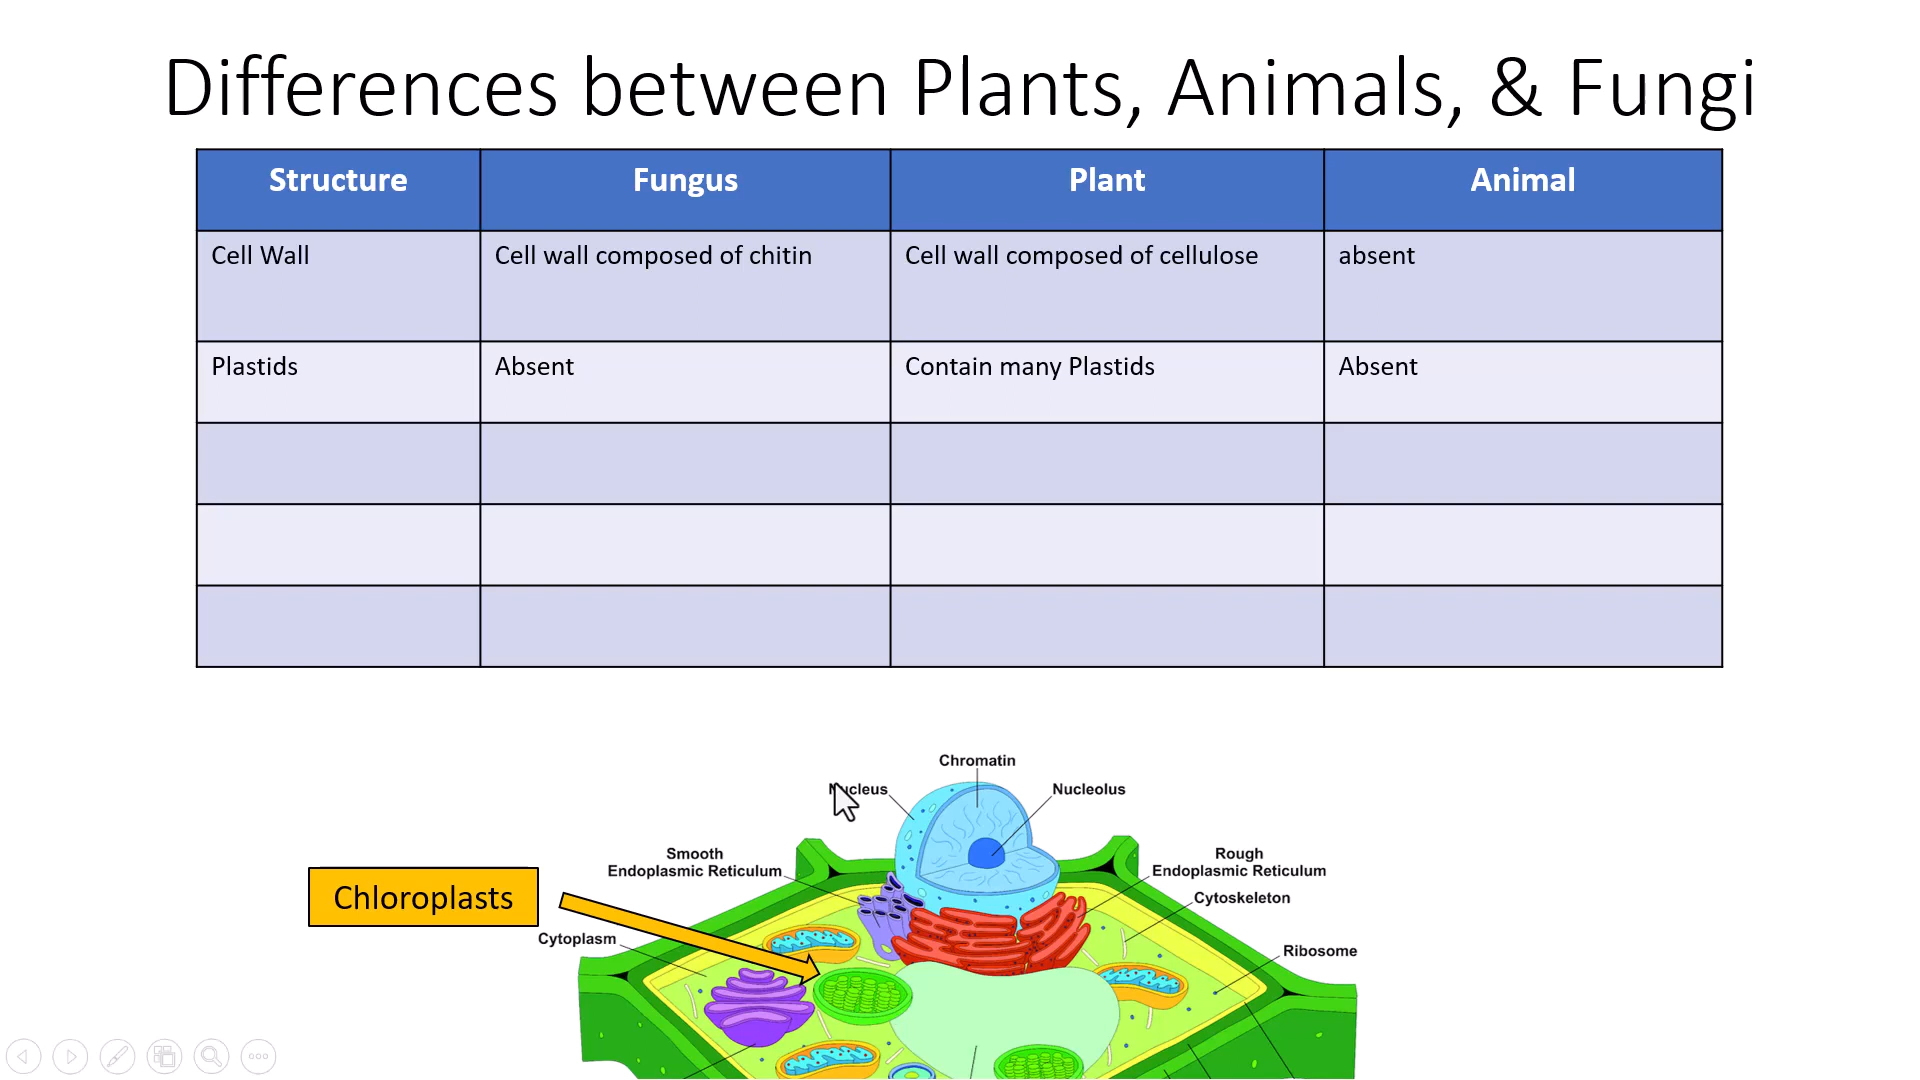 Differences between Plants, Animals, & Fungi
Structure Fungus Plant Animal
Cell Wall Cell wall composed of chitin Cell wall composed of cellulose absent
Plastids Absent Contain many Plastids Absent
Chromatin
Nucleus Nucleolus
Smooth
Endoplasmic Reticulum
Rough
Endoplasmic Reticulum
Chloroplasts
Cytoskeleton
Cytoplasm
Ribosome